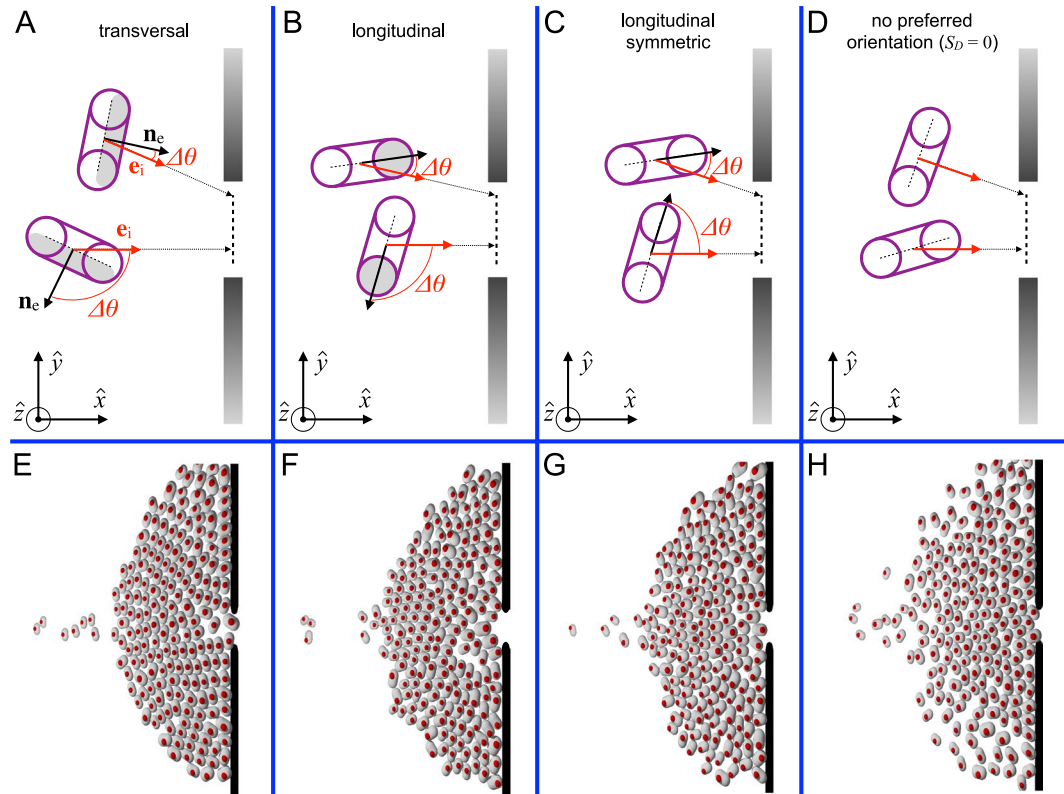 A
transversal
n_e
e_i
Δθ
e_i
n_e
Δθ
ŷ
ẑ
x̂
B
longitudinal
Δθ
Δθ
ŷ
ẑ
x̂
C
longitudinal
symmetric
Δθ
Δθ
ŷ
ẑ
x̂
D
no preferred
orientation (S_D = 0)
ŷ
ẑ
x̂
E
F
G
H